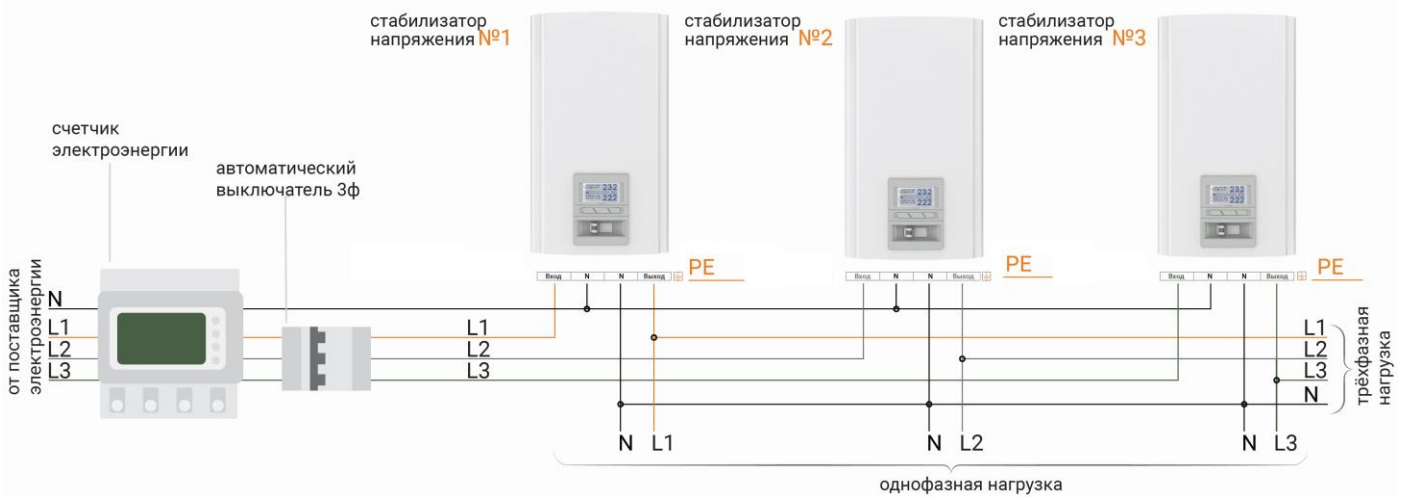 стабилизатор
напряжения №1
стабилизатор
напряжения №2
стабилизатор
напряжения №3
счетчик
электроэнергии
автоматический
выключатель 3ф
232
222
232
222
232
222
Вход N N Выход PE
Вход N N Выход PE
Вход N N Выход PE
от поставщика
электроэнергии
N
L1
L2
L3
L1
L2
L3
L1
L2
L3
N
трёхфазная
нагрузка
N L1
N L2
N L3
однофазная нагрузка